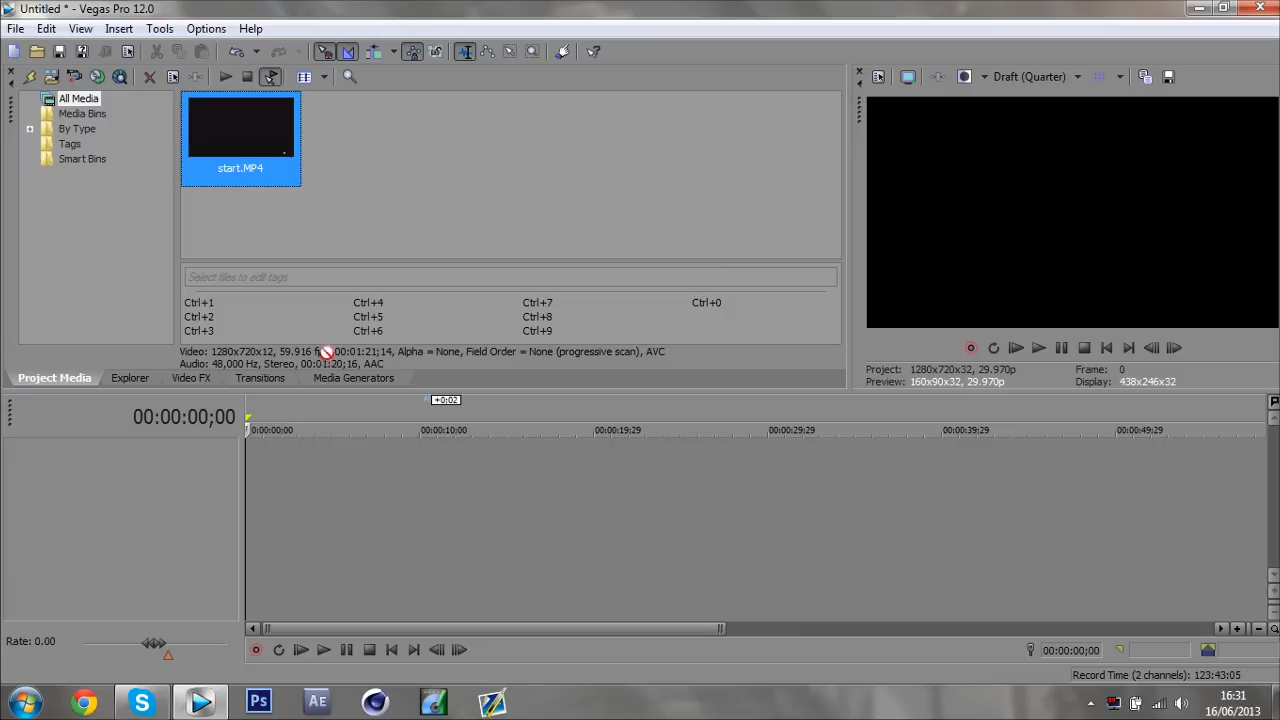 Untitled * - Vegas Pro 12.0
File Edit View Insert Tools Options Help
Draft (Quarter)
All Media
Media Bins
By Type
Tags
Smart Bins
start.MP4
Select files to edit tags
Ctrl+1 Ctrl+4 Ctrl+7 Ctrl+0
Ctrl+2 Ctrl+5 Ctrl+8
Ctrl+3 Ctrl+6 Ctrl+9
Video: 1280x720x12, 59.916 00:01:21;14, Alpha = None, Field Order = None (progressive scan), AVC
Audio: 48,000 Hz, Stereo, 00:01:20;16, AAC
Project Media Explorer Video FX Transitions Media Generators
Project: 1280x720x32, 29.970p Frame: 0
Preview: 160x90x32, 29.970p Display: 438x246x32
+0:02
00:00:00;00
0:00:00;00 00:00:10;00 00:00:19;29 00:00:29;29 00:00:39;29 00:00:49;29
Rate: 0.00
00:00:00;00
Record Time (2 channels): 123:43:05
Ps Ae
16:31
16/06/2013